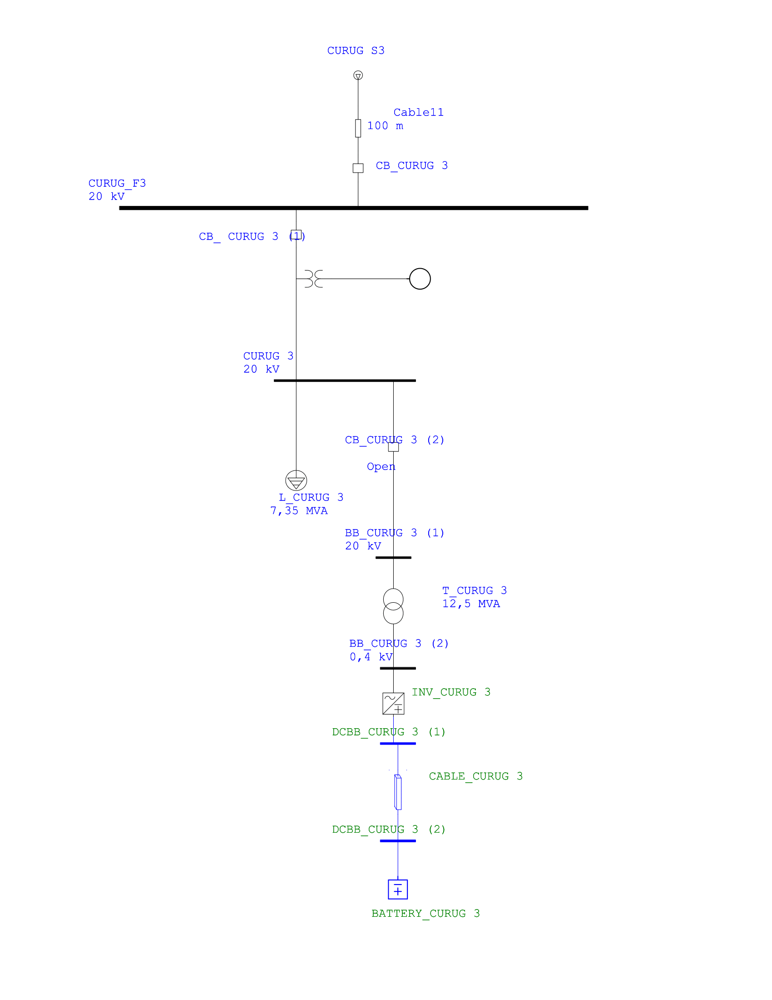 CURUG S3
Cable11
100 m
CB_CURUG 3
CURUG_F3
20 kV
CB_ CURUG 3 (1)
CURUG 3
20 kV
CB_CURUG 3 (2)
Open
L_CURUG 3
7,35 MVA
BB_CURUG 3 (1)
20 kV
T_CURUG 3
12,5 MVA
BB_CURUG 3 (2)
0,4 kV
INV_CURUG 3
DCBB_CURUG 3 (1)
CABLE_CURUG 3
DCBB_CURUG 3 (2)
BATTERY_CURUG 3